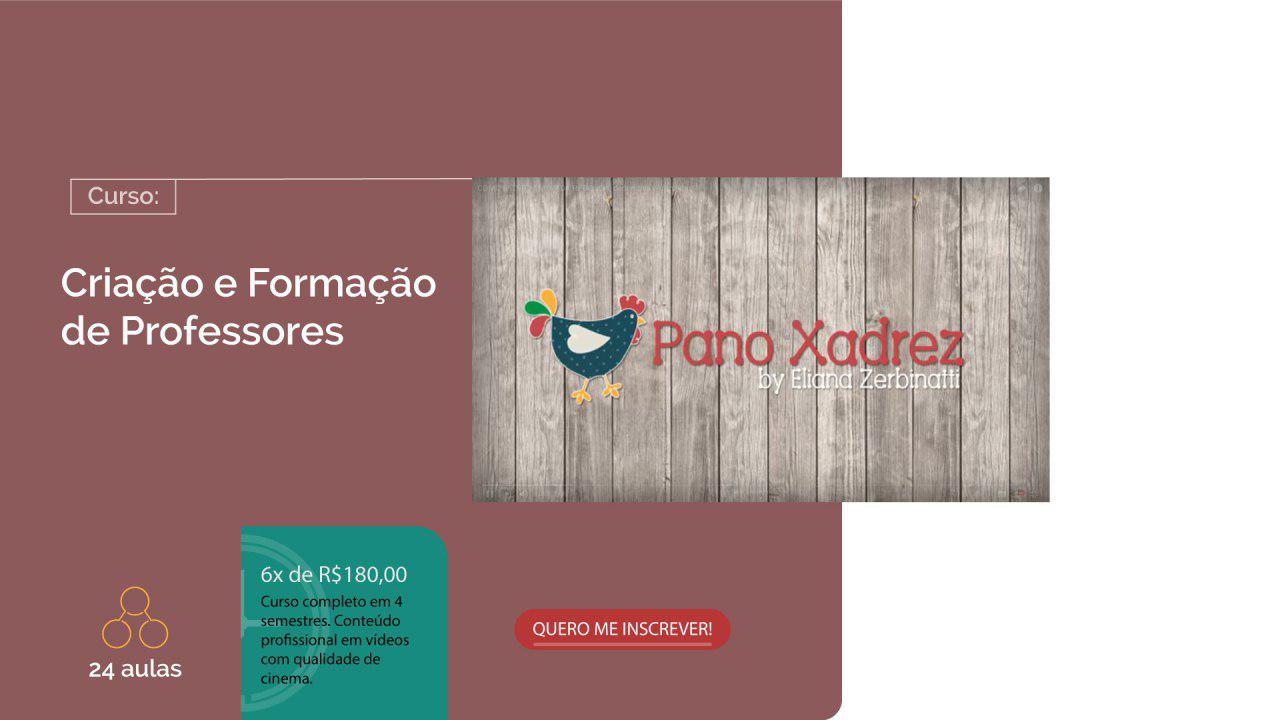 Curso:
Criação e Formação
de Professores
Pano Xadrez
by Eliana Zerbinatti
6x de R$180,00
Curso completo em 4
semestres. Conteúdo
profissional em vídeos
com qualidade de
cinema.
24 aulas
QUERO ME INSCREVER!